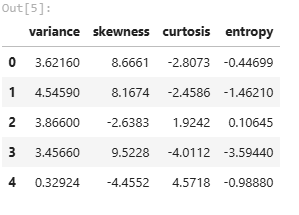 Out[5]:
variance skewness curtosis entropy
0 3.62160 8.6661 -2.8073 -0.44699
1 4.54590 8.1674 -2.4586 -1.46210
2 3.86600 -2.6383 1.9242 0.10645
3 3.45660 9.5228 -4.0112 -3.59440
4 0.32924 -4.4552 4.5718 -0.98880